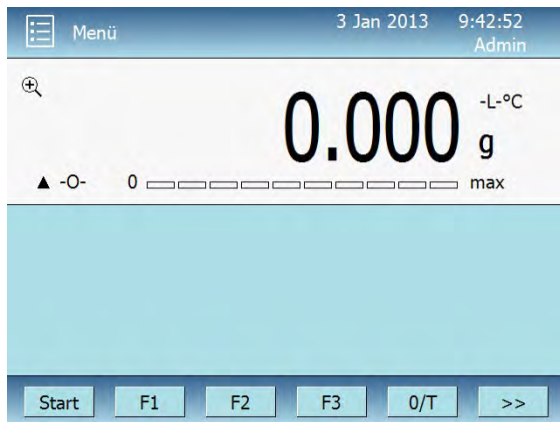 Menü 3 Jan 2013 9:42:52
Admin
0.000 -L-°C
g
▲ -O- 0 max
Start F1 F2 F3 0/T >>